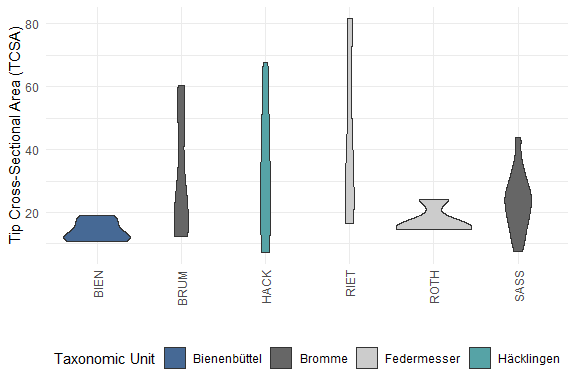 Tip Cross-Sectional Area (TCSA)
80
60
40
20
BIEN
BRUM
HACK
RIET
ROTH
SASS
Taxonomic Unit Bienenbüttel Bromme Federmesser Häcklingen